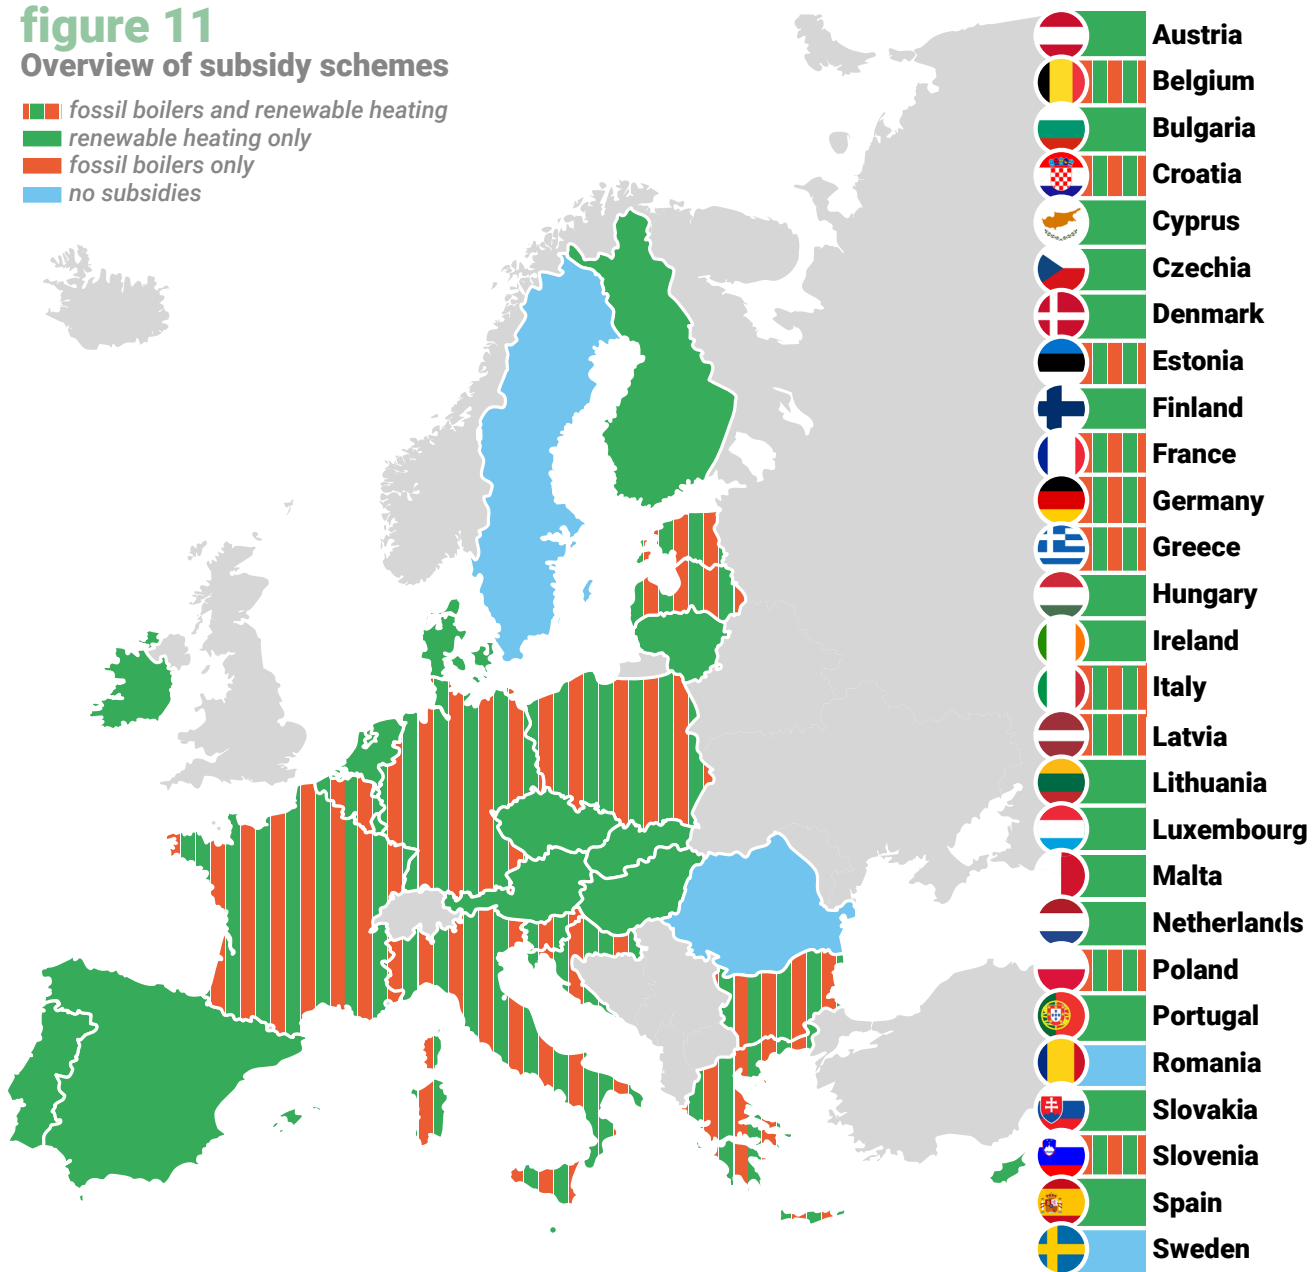 figure 11
Overview of subsidy schemes
fossil boilers and renewable heating
renewable heating only
fossil boilers only
no subsidies
Austria
Belgium
Bulgaria
Croatia
Cyprus
Czechia
Denmark
Estonia
Finland
France
Germany
Greece
Hungary
Ireland
Italy
Latvia
Lithuania
Luxembourg
Malta
Netherlands
Poland
Portugal
Romania
Slovakia
Slovenia
Spain
Sweden